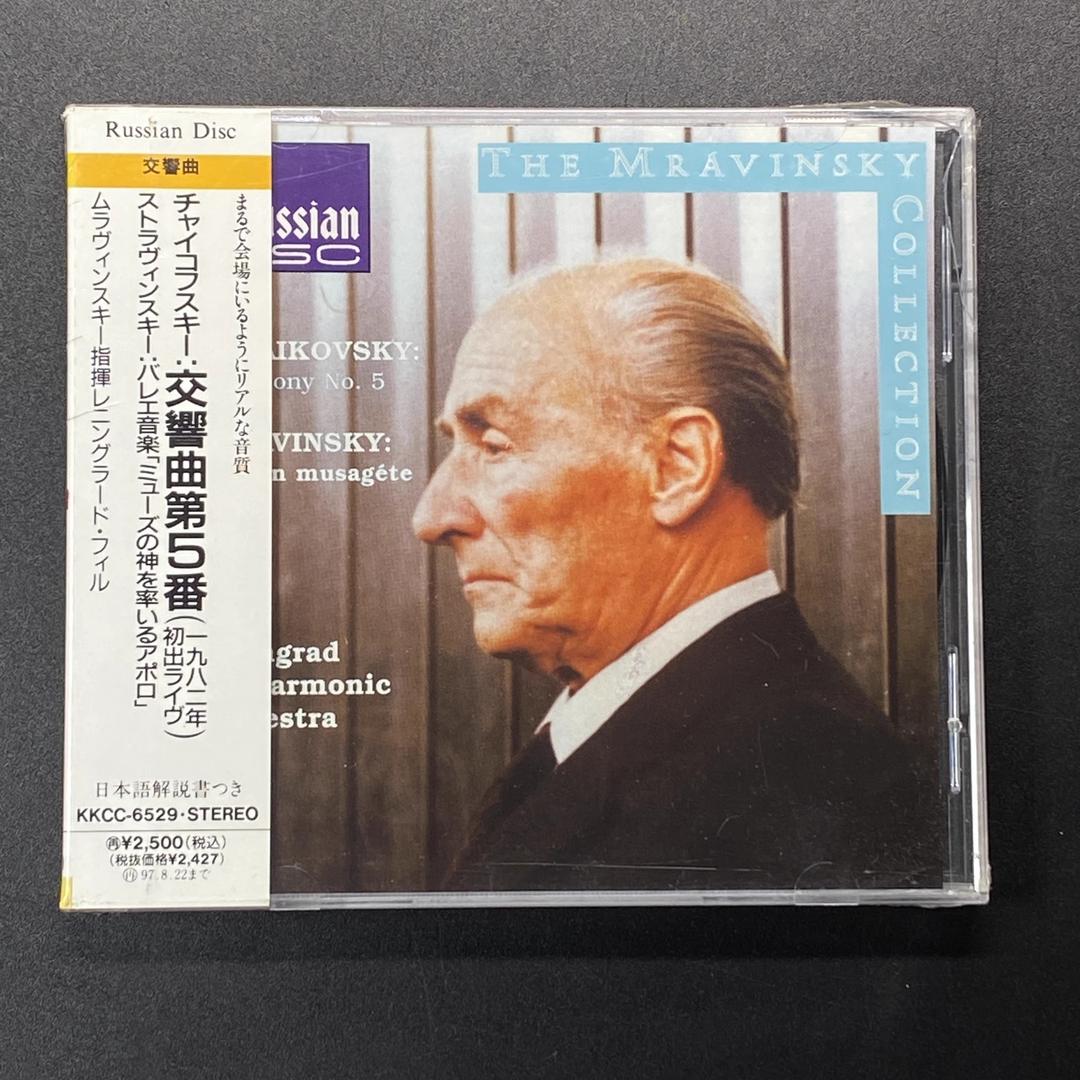 Russian Disc
交響曲
まるで会場にいるようにリアルな音質
チャイコフスキー:交響曲第5番(一九八二年初出ライヴ)
ストラヴィンスキー:バレエ音楽「ミューズの神を率いるアポロ」
ムラヴィンスキー指揮レニングラード・フィル
日本語解説書つき
KKCC-6529・STEREO
再¥2,500(税込)
(税抜価格¥2,427)
再97.8.22まで
THE MRAVINSKY
COLLECTION
ssian
SC
AIKOVSKY:
ony No. 5
VINSKY:
n musagéte
ngrad
armonic
estra